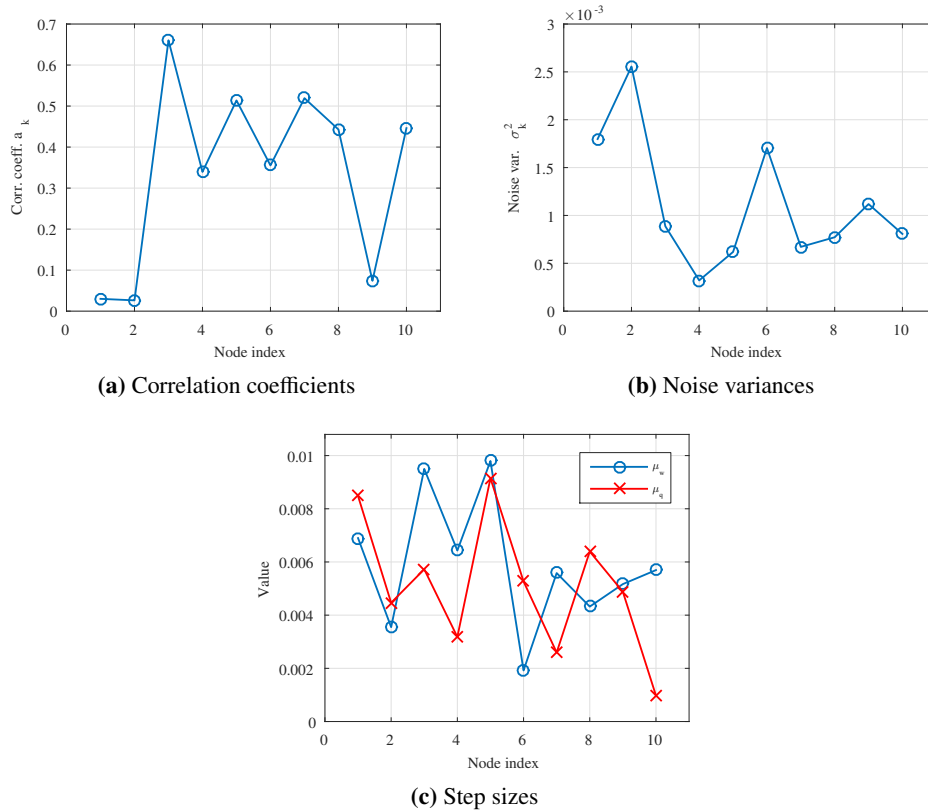 0.7
0.6
0.5
0.4
0.3
0.2
0.1
0
0 2 4 6 8 10
Corr. coeff. a k
Node index
(a) Correlation coefficients
×10⁻³
3
2.5
2
1.5
1
0.5
0
0 2 4 6 8 10
Noise var. σ²k
Node index
(b) Noise variances
0.01
0.008
0.006
0.004
0.002
0
0 2 4 6 8 10
Value
Node index
μw
μq
(c) Step sizes